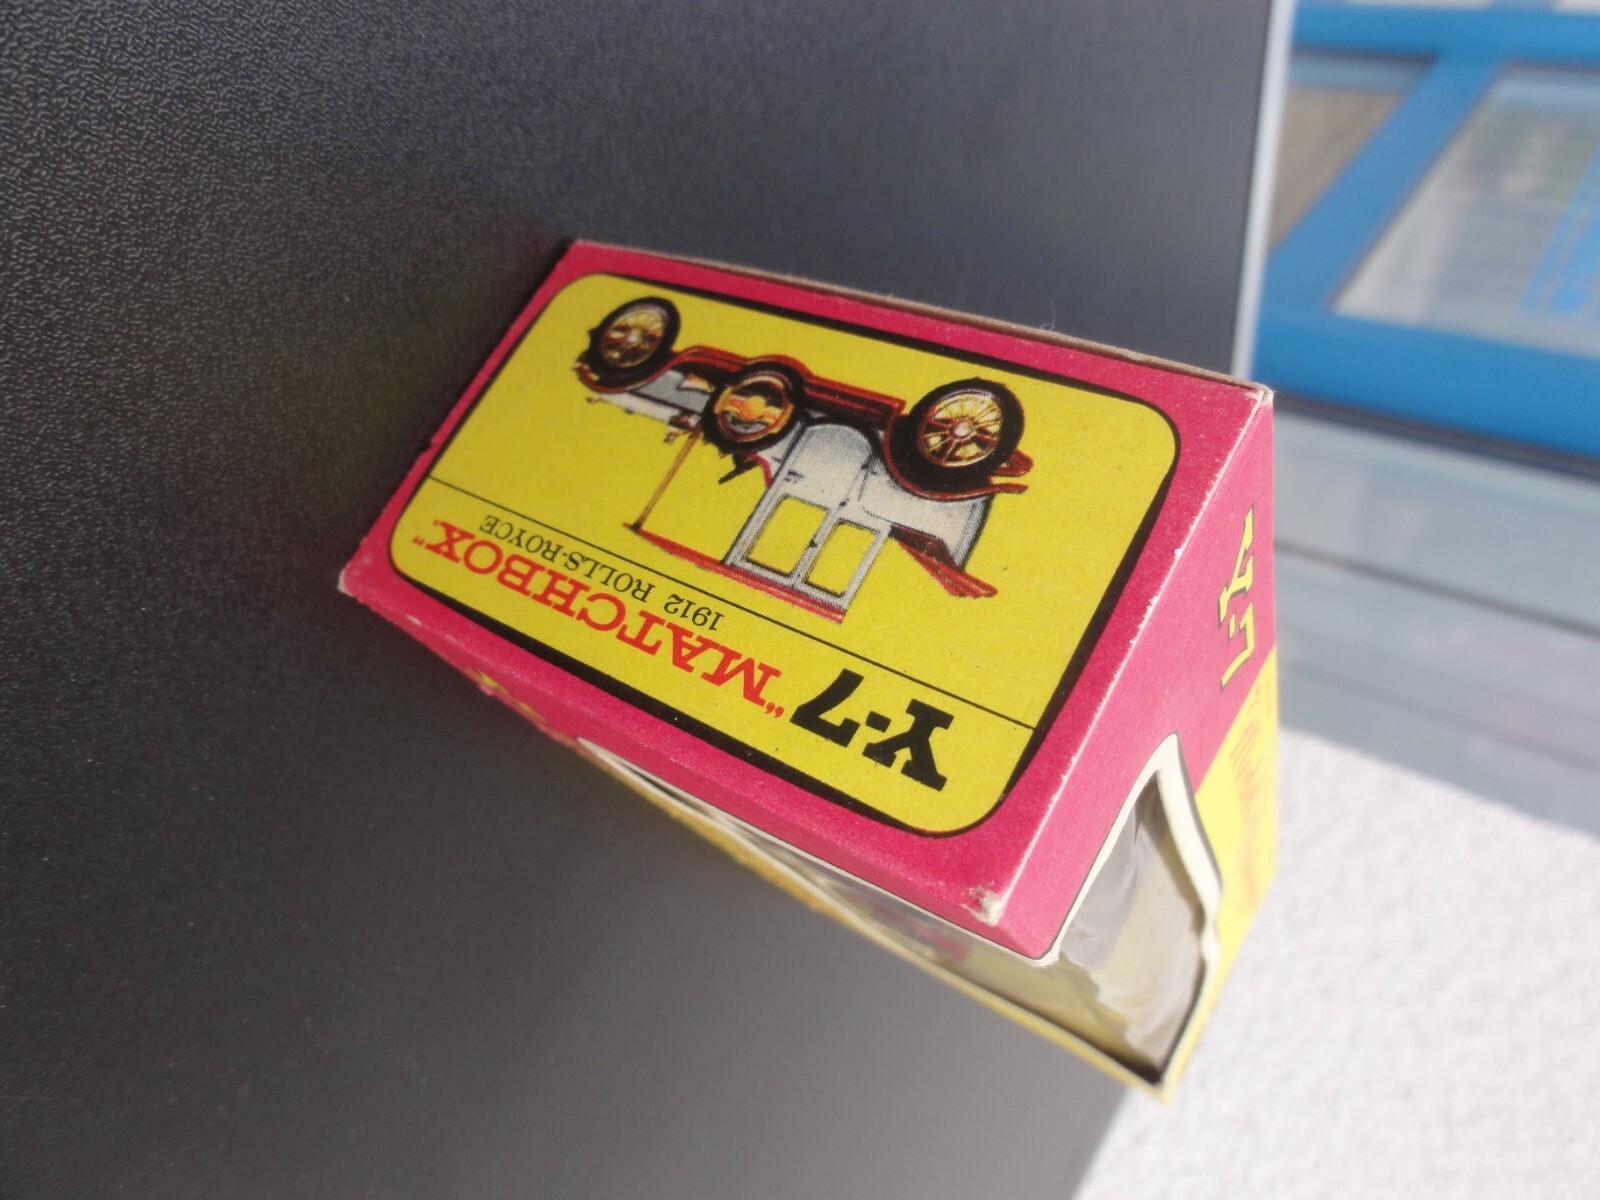 Y-7 "MATCHBOX"
1912 ROLLS-ROYCE
Y-7